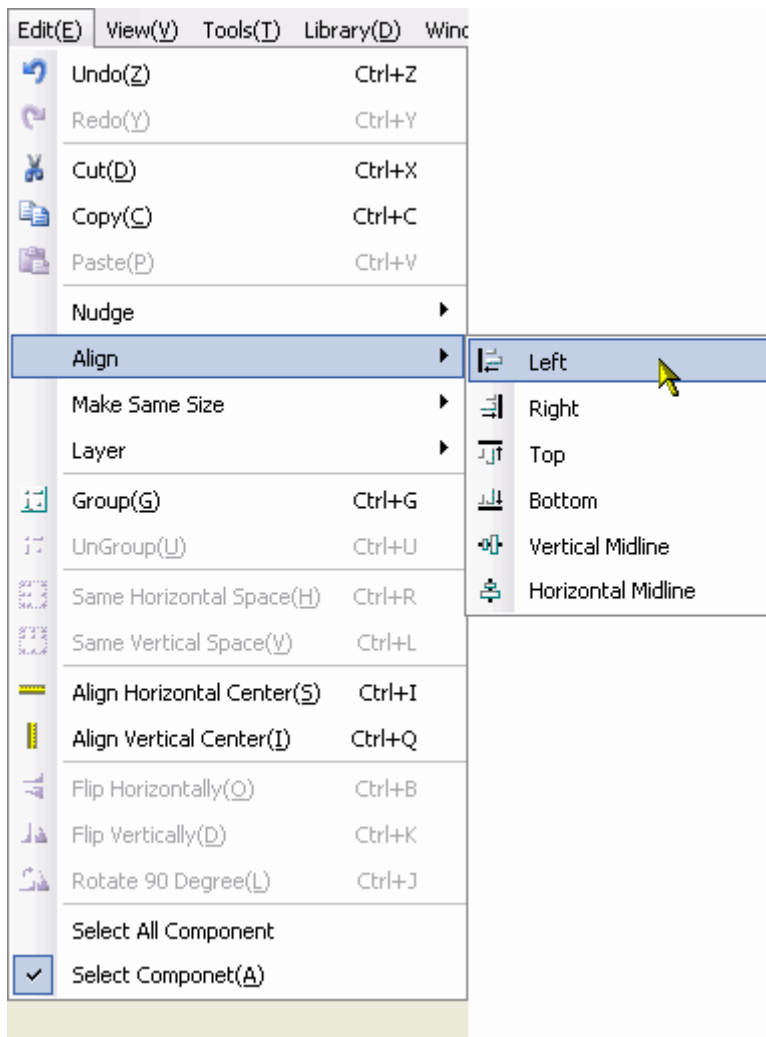 Edit(E) View(V) Tools(T) Library(D) Winc
Undo(Z) Ctrl+Z
Redo(Y) Ctrl+Y
Cut(D) Ctrl+X
Copy(C) Ctrl+C
Paste(P) Ctrl+V
Nudge
Align
Left
Make Same Size
Right
Layer
Top
Group(G) Ctrl+G
Bottom
UnGroup(U) Ctrl+U
Vertical Midline
Same Horizontal Space(H) Ctrl+R
Horizontal Midline
Same Vertical Space(V) Ctrl+L
Align Horizontal Center(S) Ctrl+I
Align Vertical Center(I) Ctrl+Q
Flip Horizontally(O) Ctrl+B
Flip Vertically(D) Ctrl+K
Rotate 90 Degree(L) Ctrl+J
Select All Component
Select Componet(A)